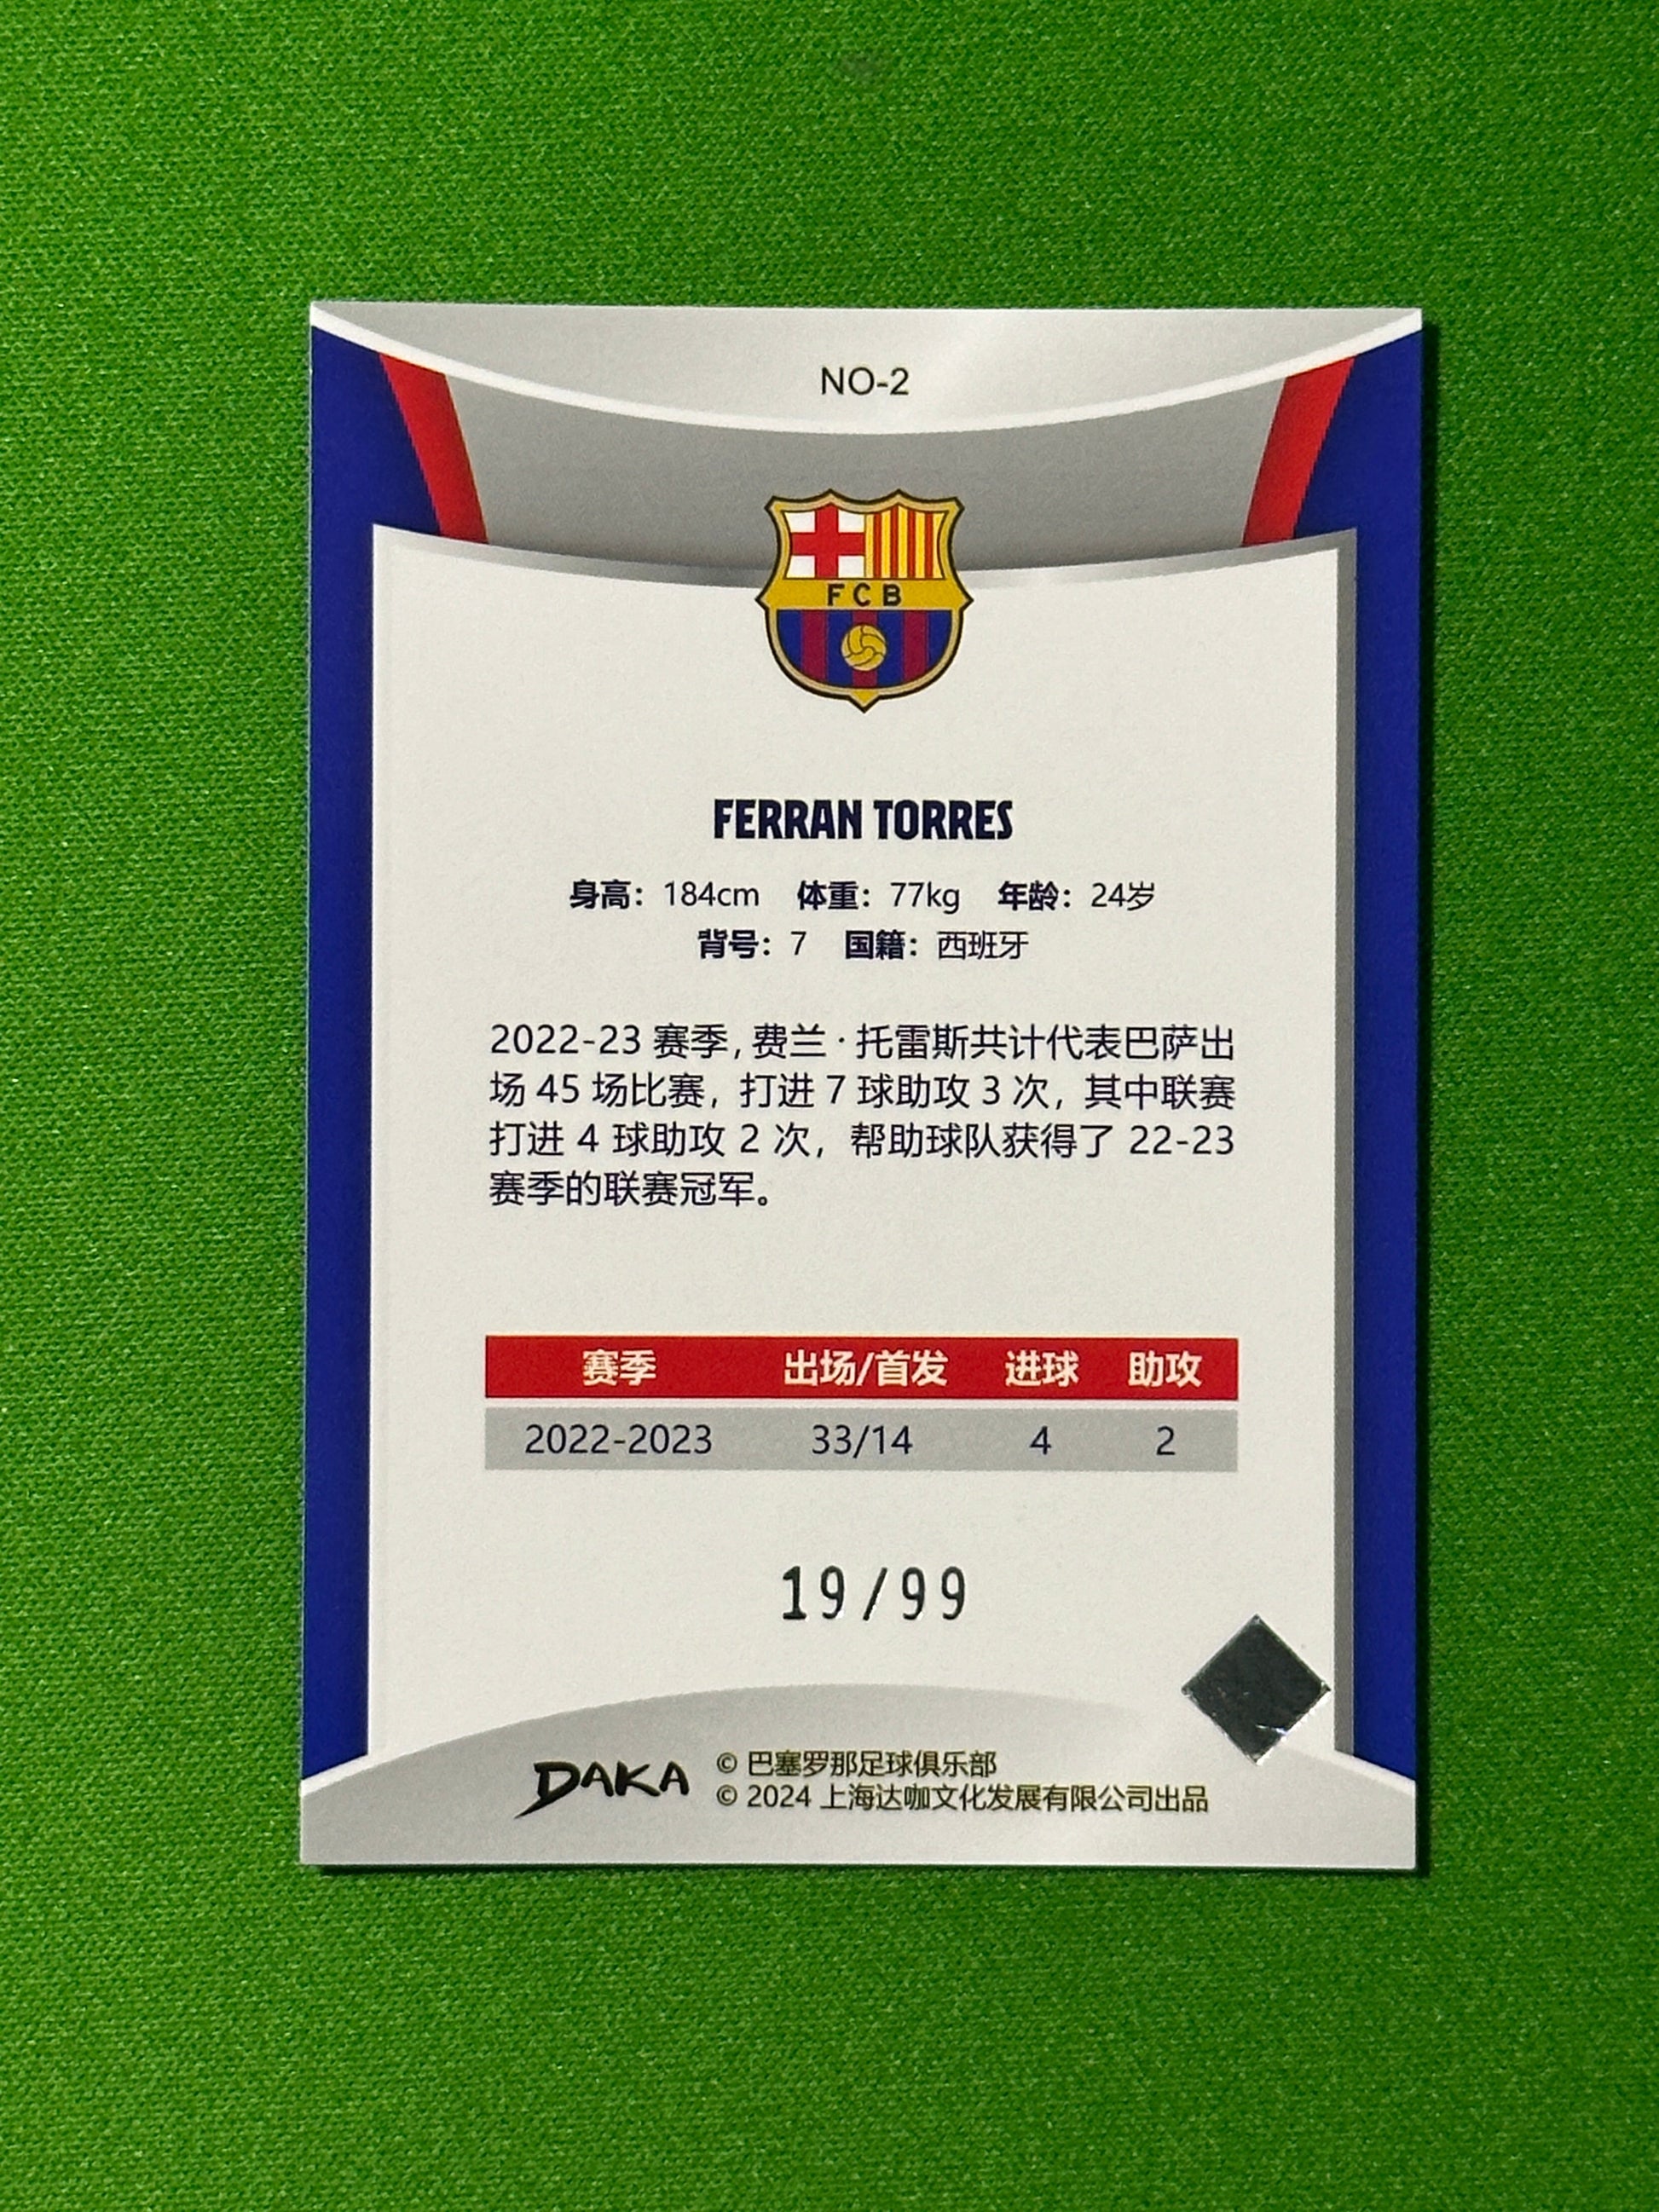 NO-2
FCB
FERRAN TORRES
身高：184cm 体重：77kg 年龄：24岁
背号：7 国籍：西班牙
2022-23 赛季，费兰·托雷斯共计代表巴萨出
场 45 场比赛，打进 7 球助攻 3 次，其中联赛
打进 4 球助攻 2 次，帮助球队获得了 22-23
赛季的联赛冠军。
赛季 出场/首发 进球 助攻
2022-2023 33/14 4 2
19/99
DAKA
© 巴塞罗那足球俱乐部
© 2024 上海达咖文化发展有限公司出品